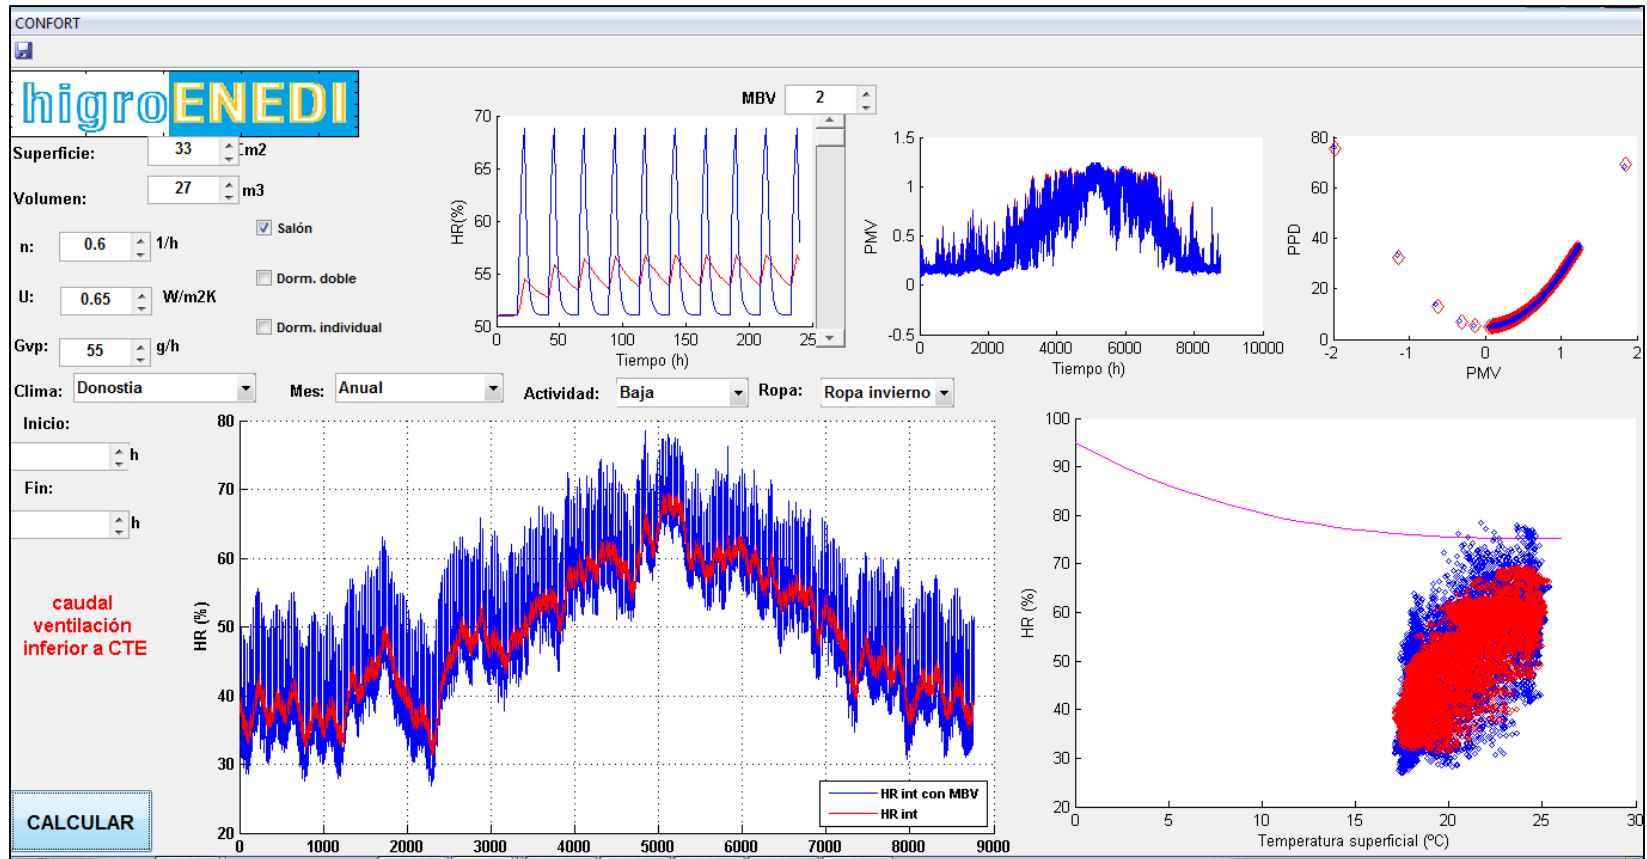 CONFORT
higroENEDI
MBV 2
Superficie: 33 m2
Volumen: 27 m3
n: 0.6 1/h
U: 0.65 W/m2K
Gvp: 55 g/h
Salón
Dorm. doble
Dorm. individual
70
65
60
55
50
HR(%)
0 50 100 150 200 25
Tiempo (h)
1.5
1
0.5
0
-0.5
PMV
0 2000 4000 6000 8000 10000
Tiempo (h)
80
60
40
20
0
PPD
-2 -1 0 1 2
PMV
Clima: Donostia Mes: Anual Actividad: Baja Ropa: Ropa invierno
Inicio:
h
Fin:
h
caudal
ventilación
inferior a CTE
CALCULAR
80
70
60
50
40
30
20
HR (%)
0 1000 2000 3000 4000 5000 6000 7000 8000 9000
HR int con MBV
HR int
100
90
80
70
60
50
40
30
20
HR (%)
0 5 10 15 20 25 30
Temperatura superficial (ºC)